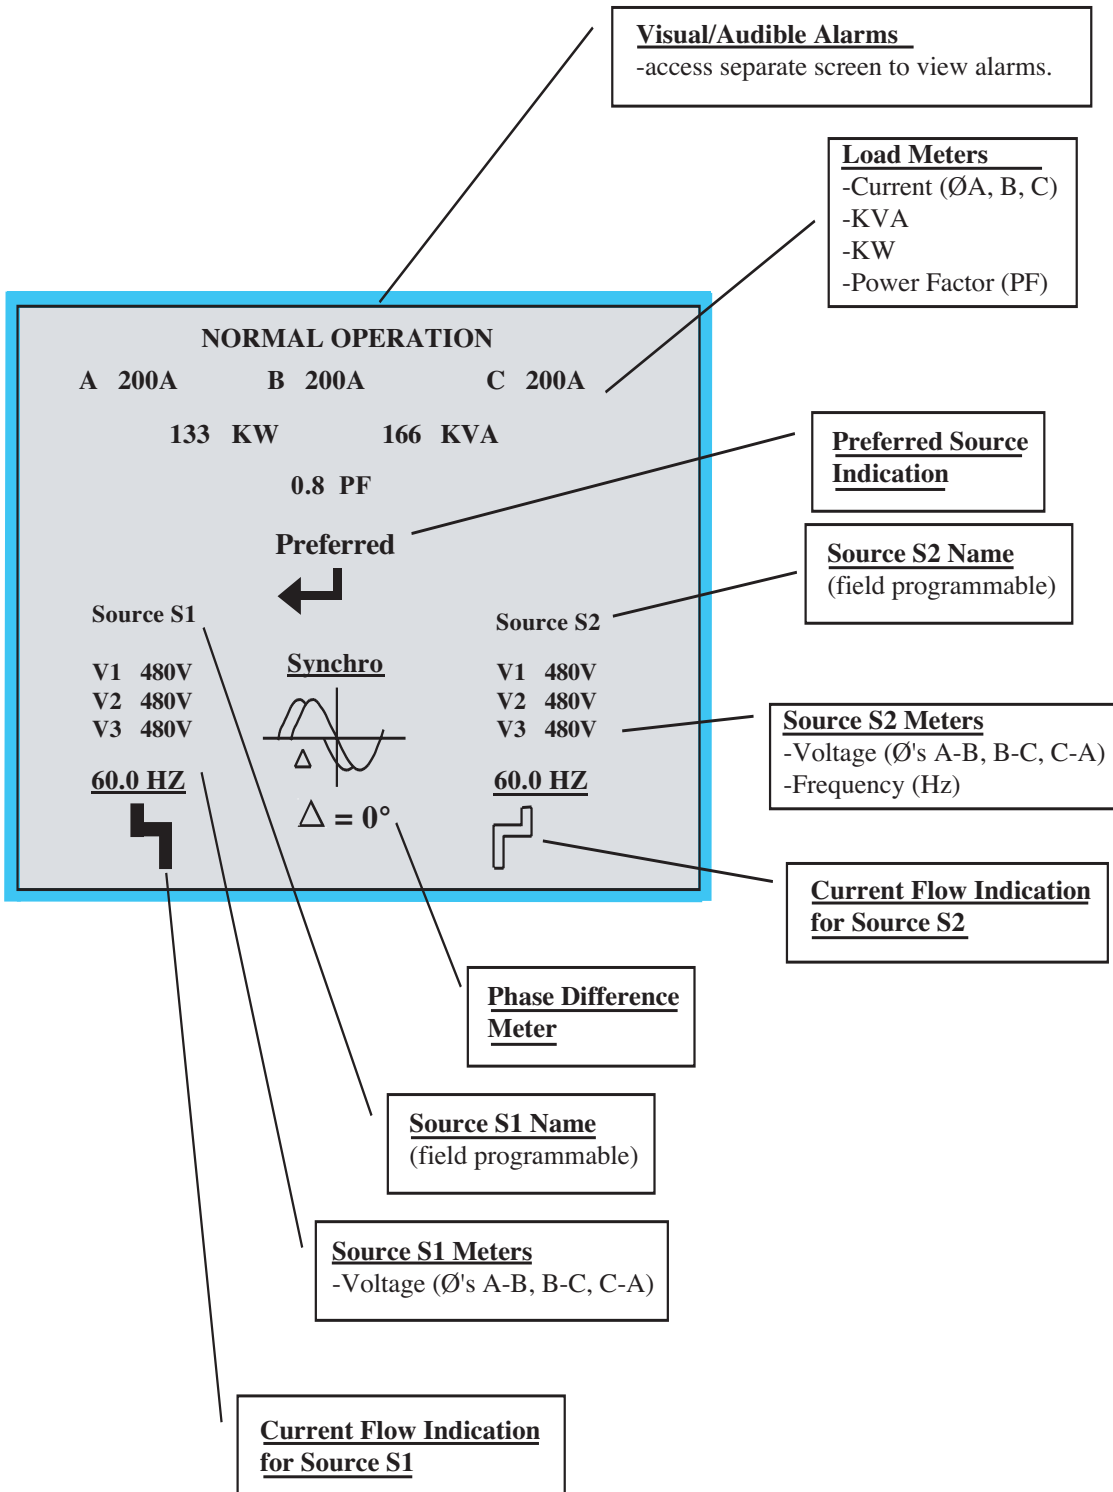 Visual/Audible Alarms
-access separate screen to view alarms.
Load Meters
-Current (ØA, B, C)
-KVA
-KW
-Power Factor (PF)
NORMAL OPERATION
A 200A B 200A C 200A
133 KW 166 KVA
0.8 PF
Preferred
Preferred Source
Indication
Source S2 Name
(field programmable)
Source S1
Source S2
Synchro
V1 480V
V2 480V
V3 480V
60.0 HZ
Δ
Δ = 0°
V1 480V
V2 480V
V3 480V
60.0 HZ
Source S2 Meters
-Voltage (Ø's A-B, B-C, C-A)
-Frequency (Hz)
Current Flow Indication
for Source S2
Phase Difference
Meter
Source S1 Name
(field programmable)
Source S1 Meters
-Voltage (Ø's A-B, B-C, C-A)
Current Flow Indication
for Source S1